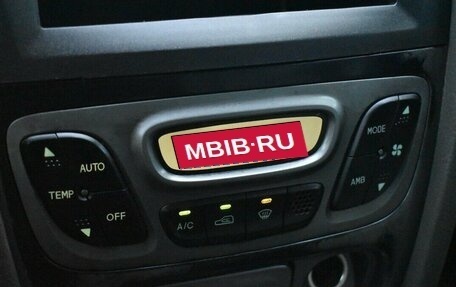 MBIB·RU
MODE
AUTO
TEMP
AMB
OFF
A/C